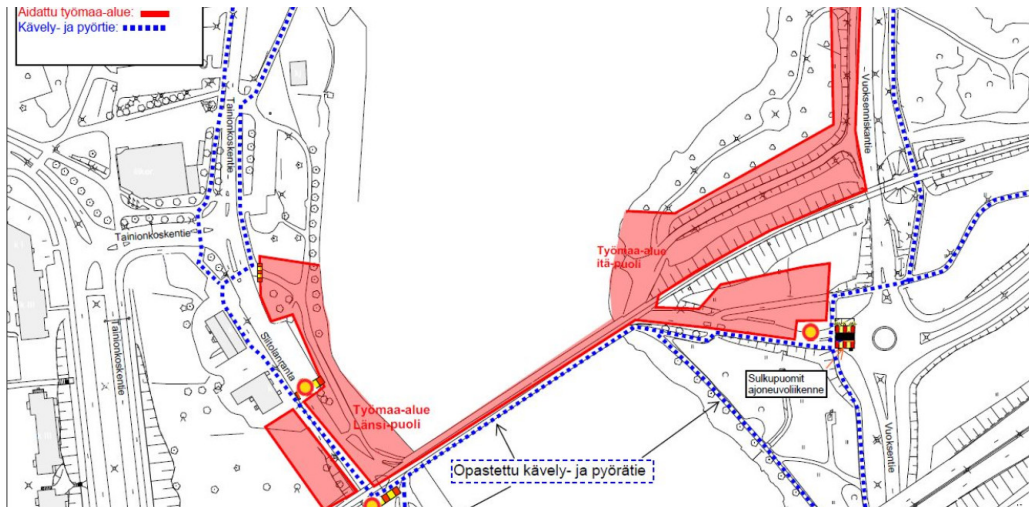 Aidattu työmaa-alue:
Kävely- ja pyörtie:
Tainionkoskentie
Vuoksenniskantie
Tainionkoskentie
Työmaa-alue
itä-puoli
Tainionkoskentie
Siitolanranta
Sulkupuomit
ajoneuvoliikenne
Työmaa-alue
Länsi-puoli
Vuoksentie
Opastettu kävely- ja pyörätie